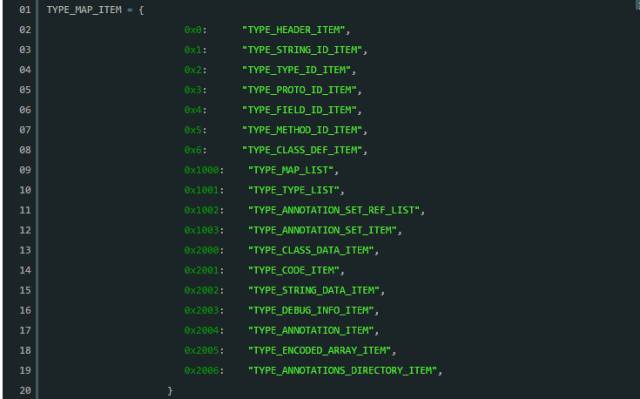 01 TYPE_MAP_ITEM = {
02 0x0: "TYPE_HEADER_ITEM",
03 0x1: "TYPE_STRING_ID_ITEM",
04 0x2: "TYPE_TYPE_ID_ITEM",
05 0x3: "TYPE_PROTO_ID_ITEM",
06 0x4: "TYPE_FIELD_ID_ITEM",
07 0x5: "TYPE_METHOD_ID_ITEM",
08 0x6: "TYPE_CLASS_DEF_ITEM",
09 0x1000: "TYPE_MAP_LIST",
10 0x1001: "TYPE_TYPE_LIST",
11 0x1002: "TYPE_ANNOTATION_SET_REF_LIST",
12 0x1003: "TYPE_ANNOTATION_SET_ITEM",
13 0x2000: "TYPE_CLASS_DATA_ITEM",
14 0x2001: "TYPE_CODE_ITEM",
15 0x2002: "TYPE_STRING_DATA_ITEM",
16 0x2003: "TYPE_DEBUG_INFO_ITEM",
17 0x2004: "TYPE_ANNOTATION_ITEM",
18 0x2005: "TYPE_ENCODED_ARRAY_ITEM",
19 0x2006: "TYPE_ANNOTATIONS_DIRECTORY_ITEM",
20 }